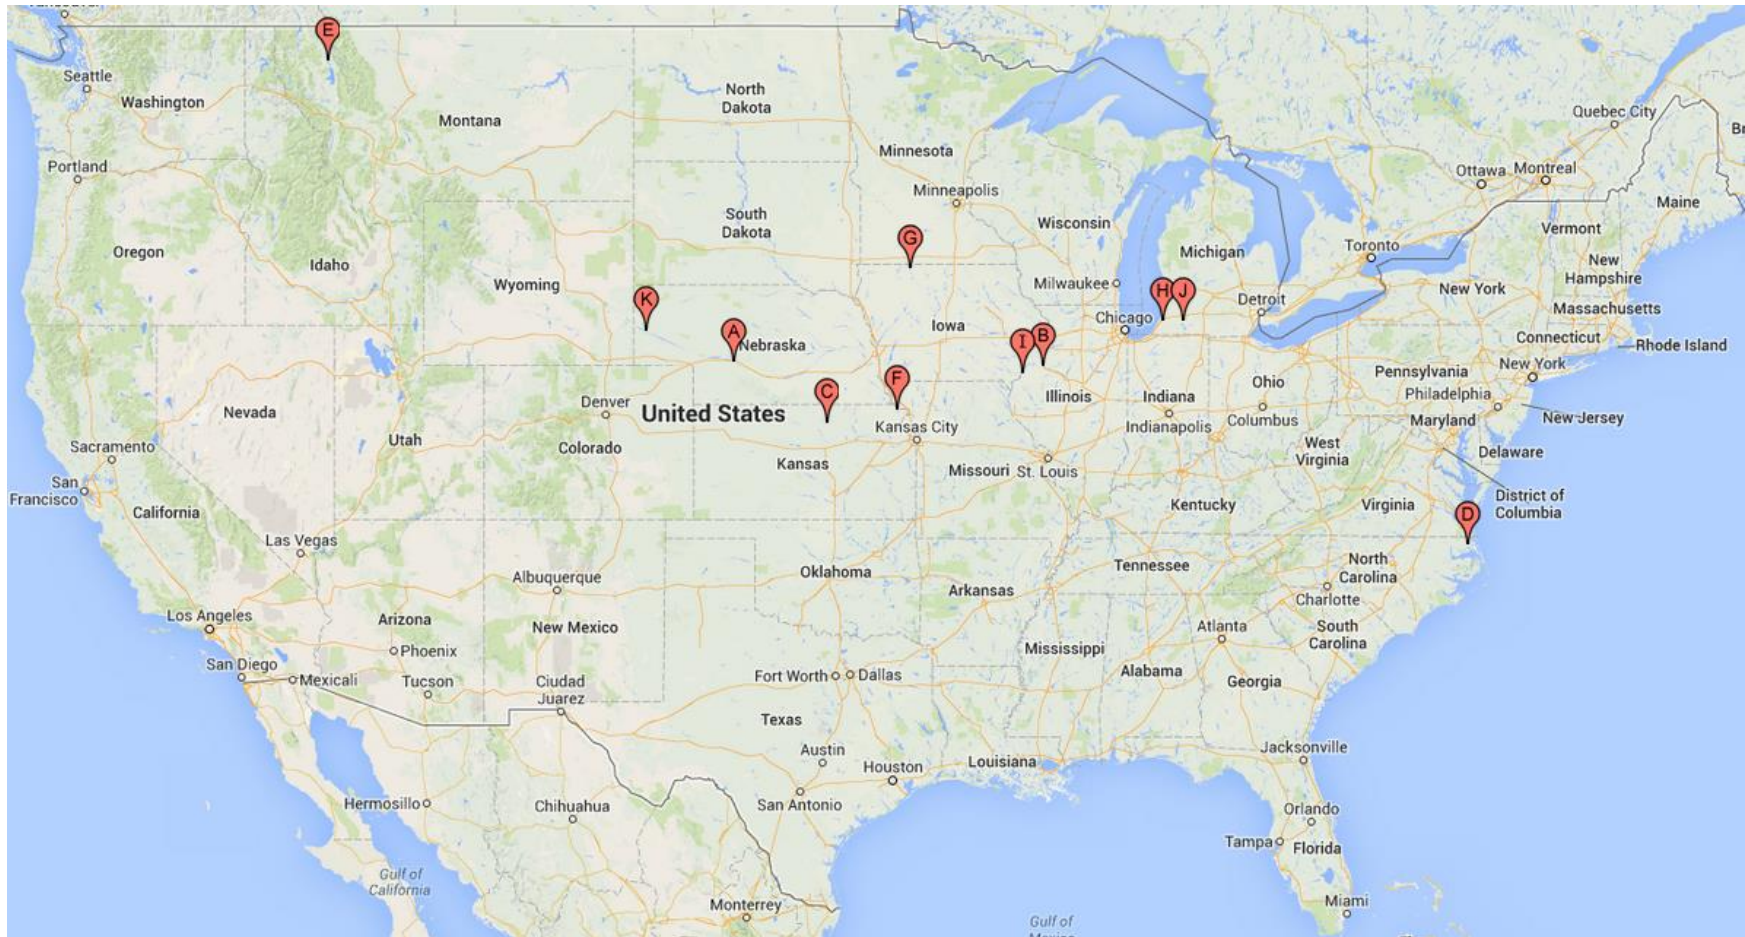 Vancouver
E
Seattle
Washington
Montana
North
Dakota
Quebec City
Portland
Minnesota
Ottawa
Montreal
Minneapolis
Maine
South
Dakota
Wisconsin
Vermont
Oregon
G
Michigan
Toronto
Idaho
New
Hampshire
Wyoming
K
Milwaukee
H
J
Detroit
New York
Massachusetts
A
Nebraska
Iowa
Chicago
I
B
Connecticut
Rhode Island
Pennsylvania
New York
C
F
Illinois
Indiana
Ohio
Philadelphia
Nevada
Denver
United States
Kansas City
Indianapolis
Columbus
Maryland
New Jersey
Utah
Sacramento
Colorado
Kansas
Missouri
St. Louis
West
Virginia
Delaware
San
Francisco
California
Kentucky
Virginia
District of
Columbia
D
Las Vegas
Albuquerque
Oklahoma
Arkansas
Tennessee
North
Carolina
Charlotte
Los Angeles
Arizona
New Mexico
Atlanta
South
Carolina
Phoenix
Mississippi
San Diego
Mexicali
Tucson
Ciudad
Juarez
Fort Worth
Dallas
Alabama
Georgia
Texas
Austin
Houston
Louisiana
Jacksonville
Hermosillo
Chihuahua
San Antonio
Orlando
Tampa
Florida
Gulf of
California
Monterrey
Miami
Gulf of